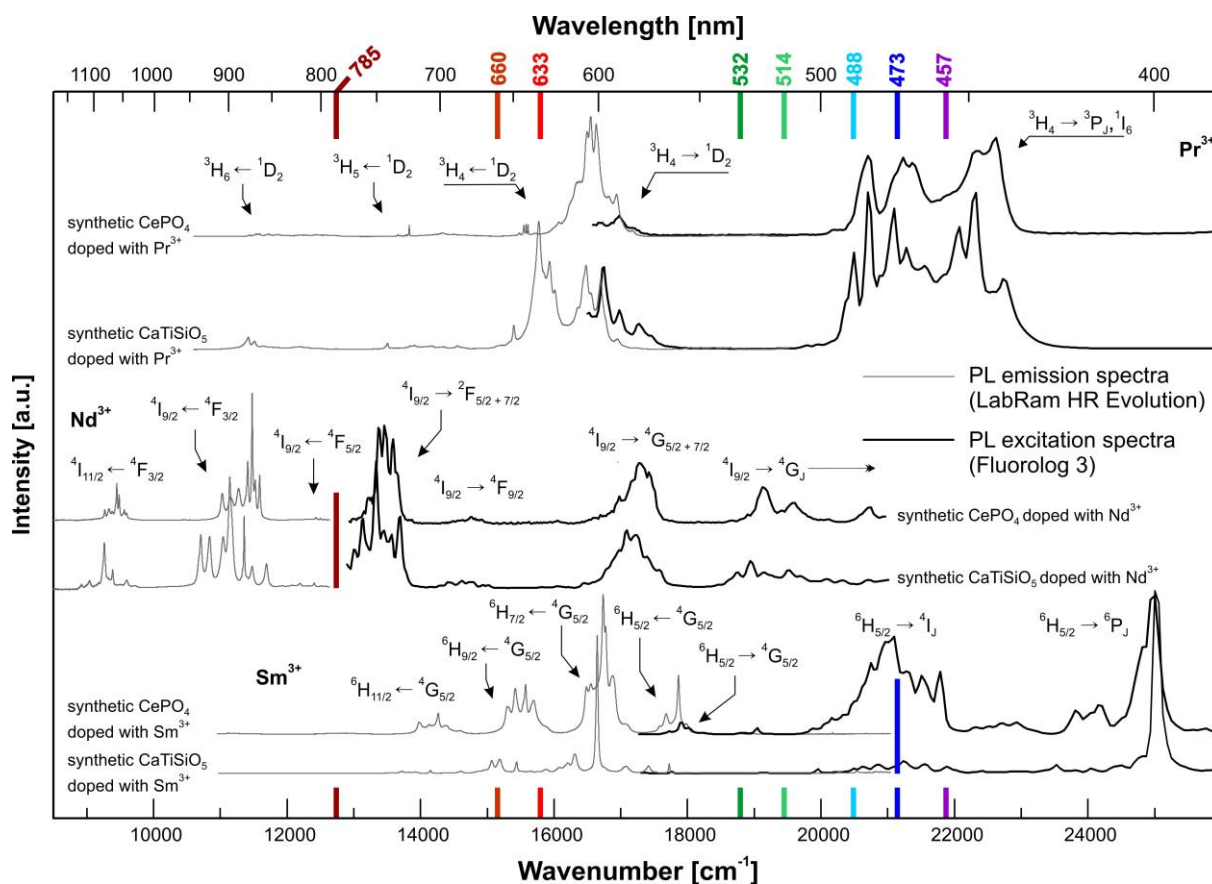 Wavelength [nm]
1100 1000 900 800 785 700 660 633 600 532 514 500 488 473 457 400
³H₄ → ³P_J, ¹I₆
Pr³⁺
³H₆ ← ¹D₂
³H₅ ← ¹D₂
³H₄ ← ¹D₂
³H₄ → ¹D₂
synthetic CePO₄
doped with Pr³⁺
synthetic CaTiSiO₅
doped with Pr³⁺
Intensity [a.u.]
PL emission spectra
(LabRam HR Evolution)
PL excitation spectra
(Fluorolog 3)
Nd³⁺
⁴I₁₁/₂ ← ⁴F₃/₂
⁴I₉/₂ ← ⁴F₃/₂
⁴I₉/₂ ← ⁴F₅/₂
⁴I₉/₂ → ²F₅/₂ ₊ ₇/₂
⁴I₉/₂ → ⁴F₉/₂
⁴I₉/₂ → ⁴G₅/₂ ₊ ₇/₂
⁴I₉/₂ → ⁴G_J
synthetic CePO₄ doped with Nd³⁺
synthetic CaTiSiO₅ doped with Nd³⁺
Sm³⁺
⁶H₁₁/₂ ← ⁴G₅/₂
⁶H₉/₂ ← ⁴G₅/₂
⁶H₇/₂ ← ⁴G₅/₂
⁶H₅/₂ ← ⁴G₅/₂
⁶H₅/₂ → ⁴G₅/₂
⁶H₅/₂ → ⁴I_J
⁶H₅/₂ → ⁶P_J
synthetic CePO₄
doped with Sm³⁺
synthetic CaTiSiO₅
doped with Sm³⁺
10000 12000 14000 16000 18000 20000 22000 24000
Wavenumber [cm⁻¹]